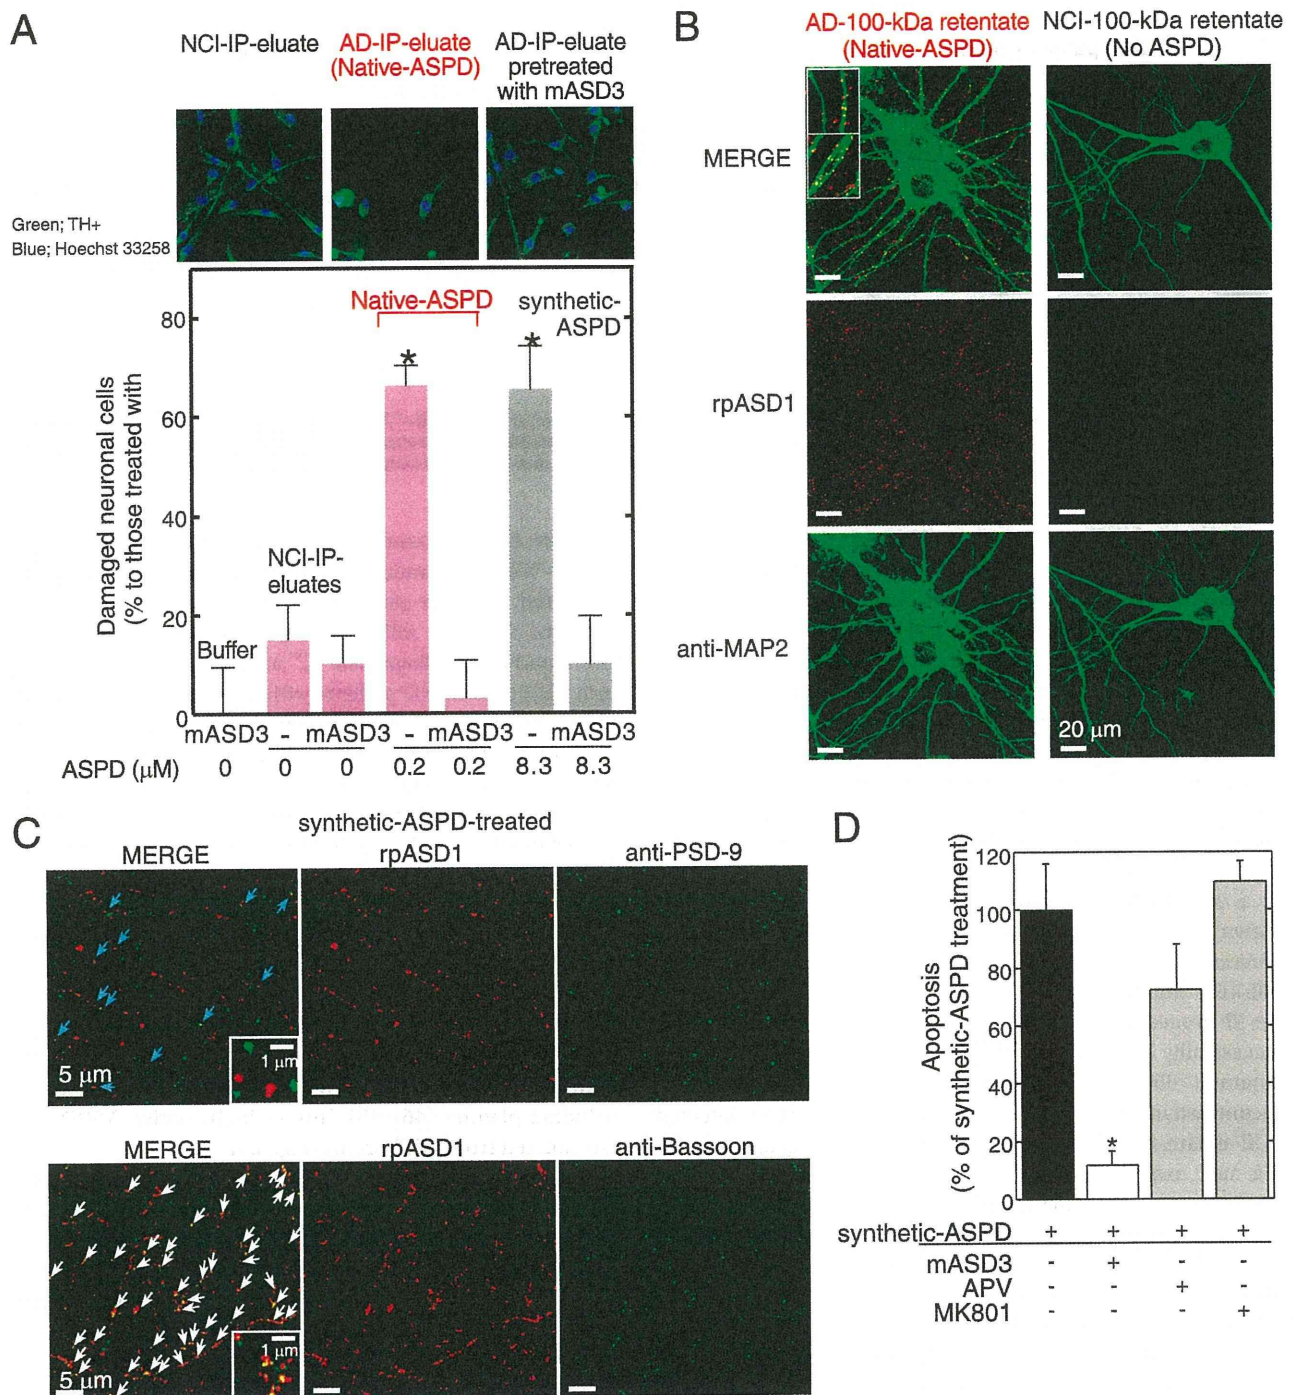 A
NCI-IP-eluate
AD-IP-eluate
(Native-ASPD)
AD-IP-eluate
pretreated
with mASD3
Green; TH+
Blue; Hoechst 33258
Damaged neuronal cells
(% to those treated with
80
60
40
20
0
Native-ASPD
synthetic-
ASPD
*
*
NCI-IP-
eluates
Buffer
mASD3 - mASD3 - mASD3 - mASD3
ASPD (μM) 0 0 0 0.2 0.2 8.3 8.3
B
AD-100-kDa retentate
(Native-ASPD)
NCI-100-kDa retentate
(No ASPD)
MERGE
rpASD1
anti-MAP2
20 μm
C
synthetic-ASPD-treated
MERGE rpASD1 anti-PSD-9
1 μm
5 μm
MERGE rpASD1 anti-Bassoon
1 μm
5 μm
D
Apoptosis
(% of synthetic-ASPD treatment)
120
100
80
60
40
20
0
*
synthetic-ASPD + + + +
mASD3 - + - -
APV - - + -
MK801 - - - +